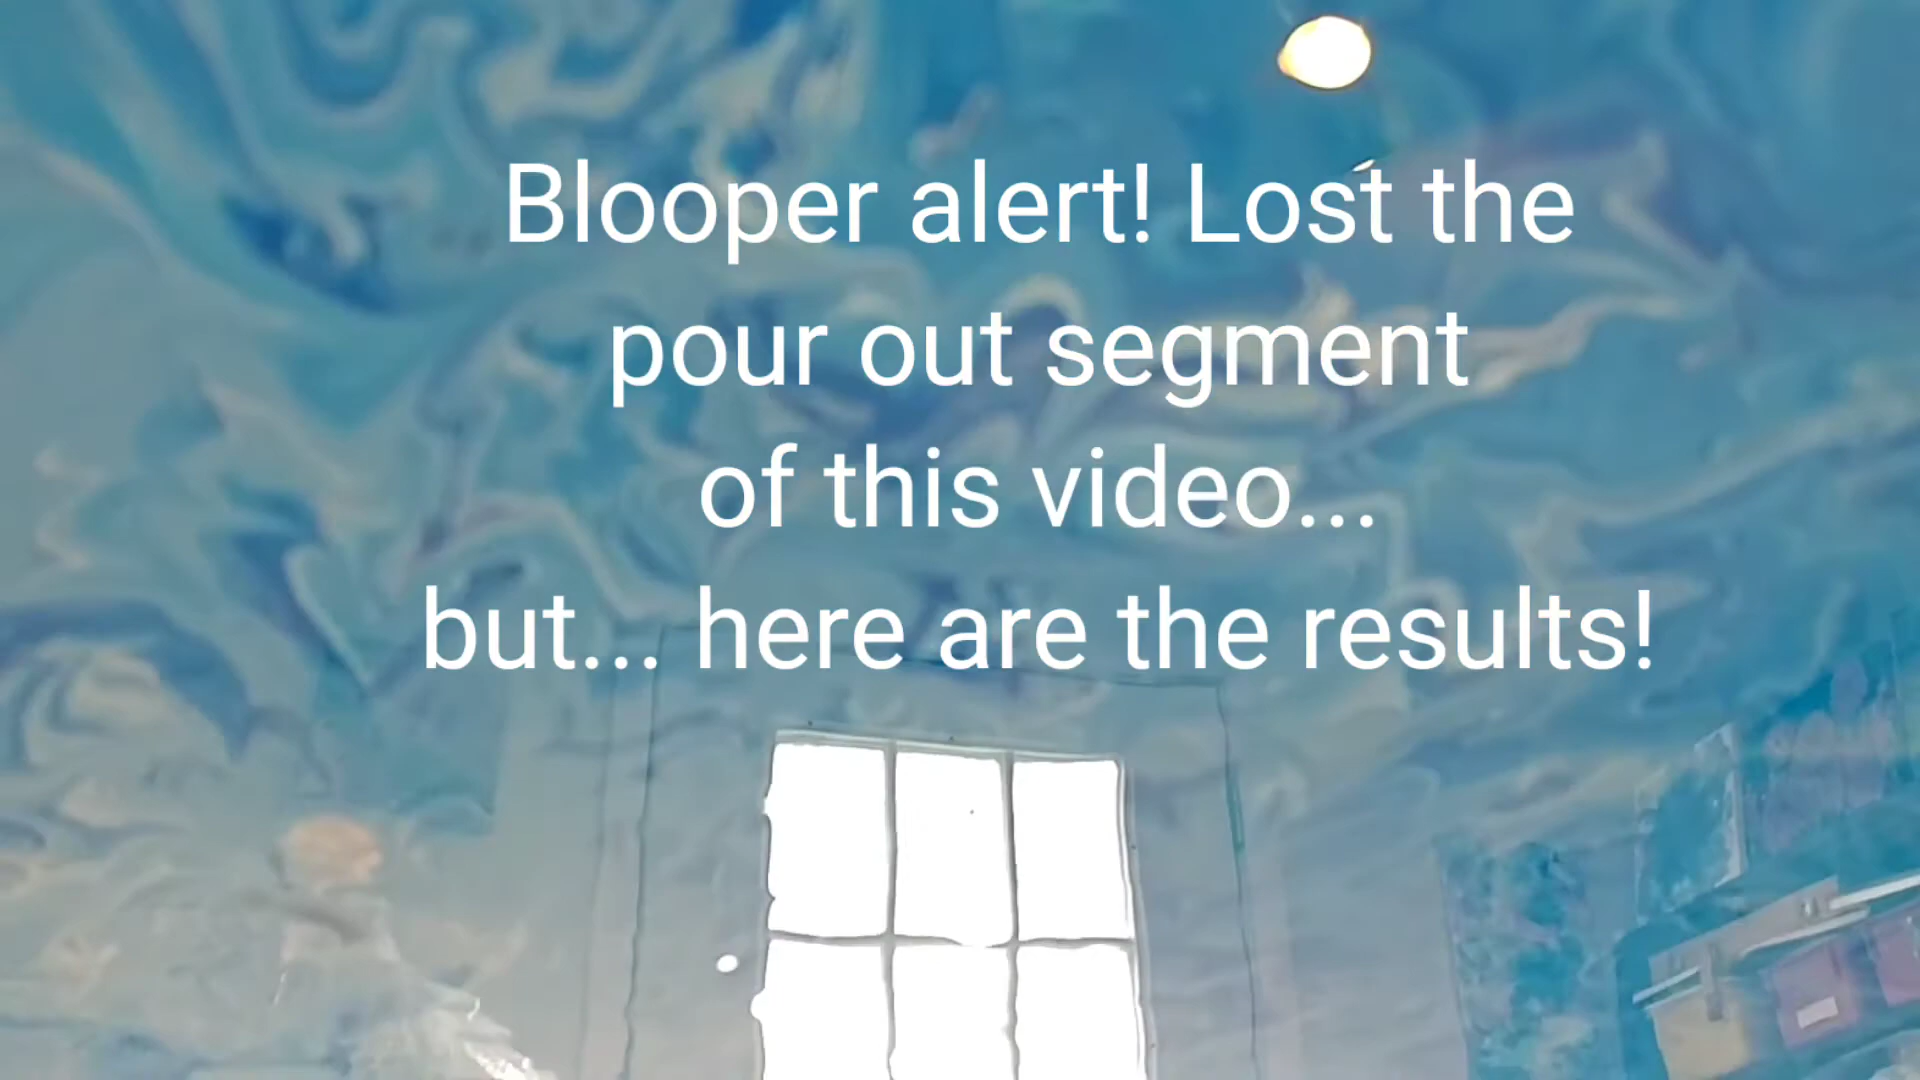 Blooper alert! Lost the
pour out segment
of this video...
but... here are the results!